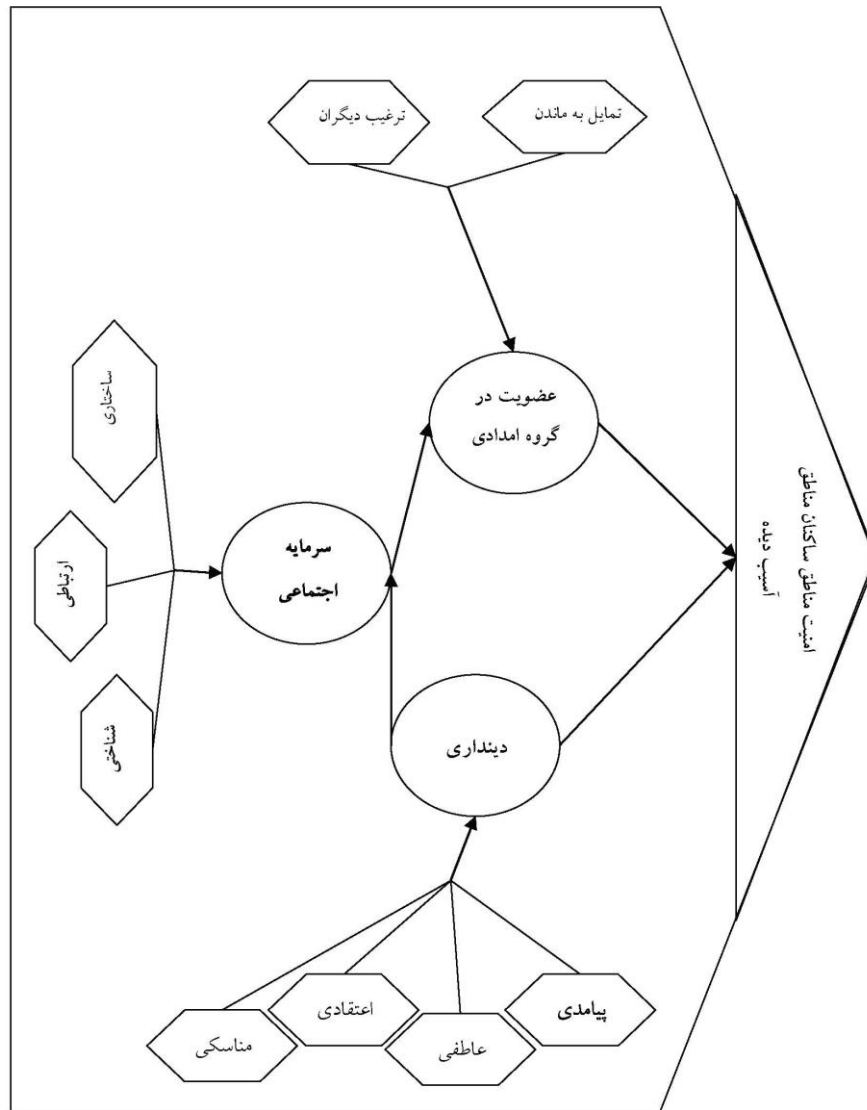 تمایل به ماندن
ترغیب دیگران
عضویت در
گروه امدادی
امنیت مناطق ساکنان مناطق
آسیب دیده
ساختاری
ارتباطی
شناختی
سرمایه
اجتماعی
دینداری
پیامدی
عاطفی
اعتقادی
مناسکی